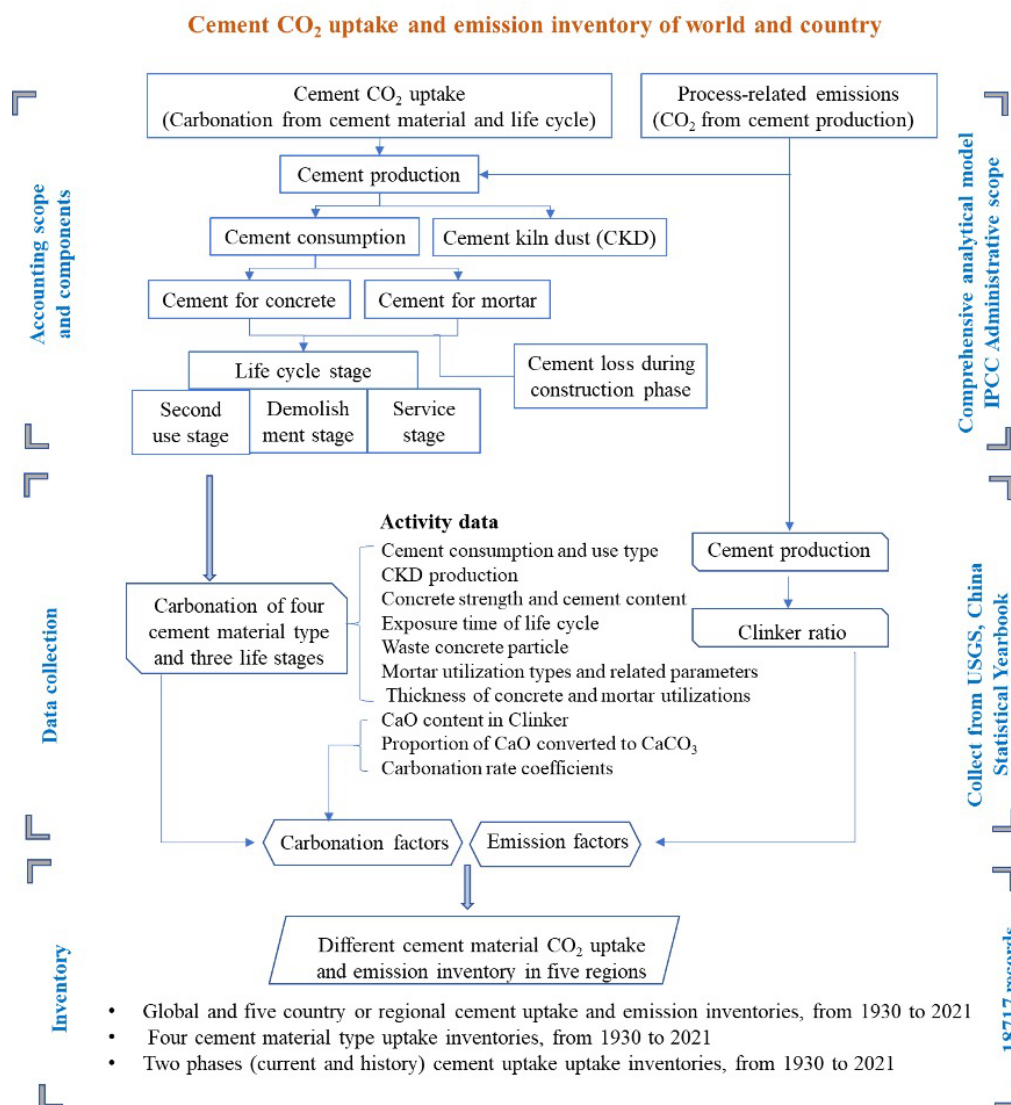 Cement CO₂ uptake and emission inventory of world and country
Accounting scope
and components
Cement CO₂ uptake
(Carbonation from cement material and life cycle)
Process-related emissions
(CO₂ from cement production)
Cement production
Cement consumption
Cement kiln dust (CKD)
Cement for concrete
Cement for mortar
Life cycle stage
Cement loss during
construction phase
Second
use stage
Demolish
ment stage
Service
stage
Comprehensive analytical model
IPCC Administrative scope
Data collection
Carbonation of four
cement material type
and three life stages
Activity data
Cement consumption and use type
CKD production
Concrete strength and cement content
Exposure time of life cycle
Waste concrete particle
Mortar utilization types and related parameters
Thickness of concrete and mortar utilizations
CaO content in Clinker
Proportion of CaO converted to CaCO₃
Carbonation rate coefficients
Cement production
Clinker ratio
Collect from USGS, China
Statistical Yearbook
Carbonation factors
Emission factors
Inventory
Different cement material CO₂ uptake
and emission inventory in five regions
• Global and five country or regional cement uptake and emission inventories, from 1930 to 2021
• Four cement material type uptake inventories, from 1930 to 2021
• Two phases (current and history) cement uptake uptake inventories, from 1930 to 2021
18717 records